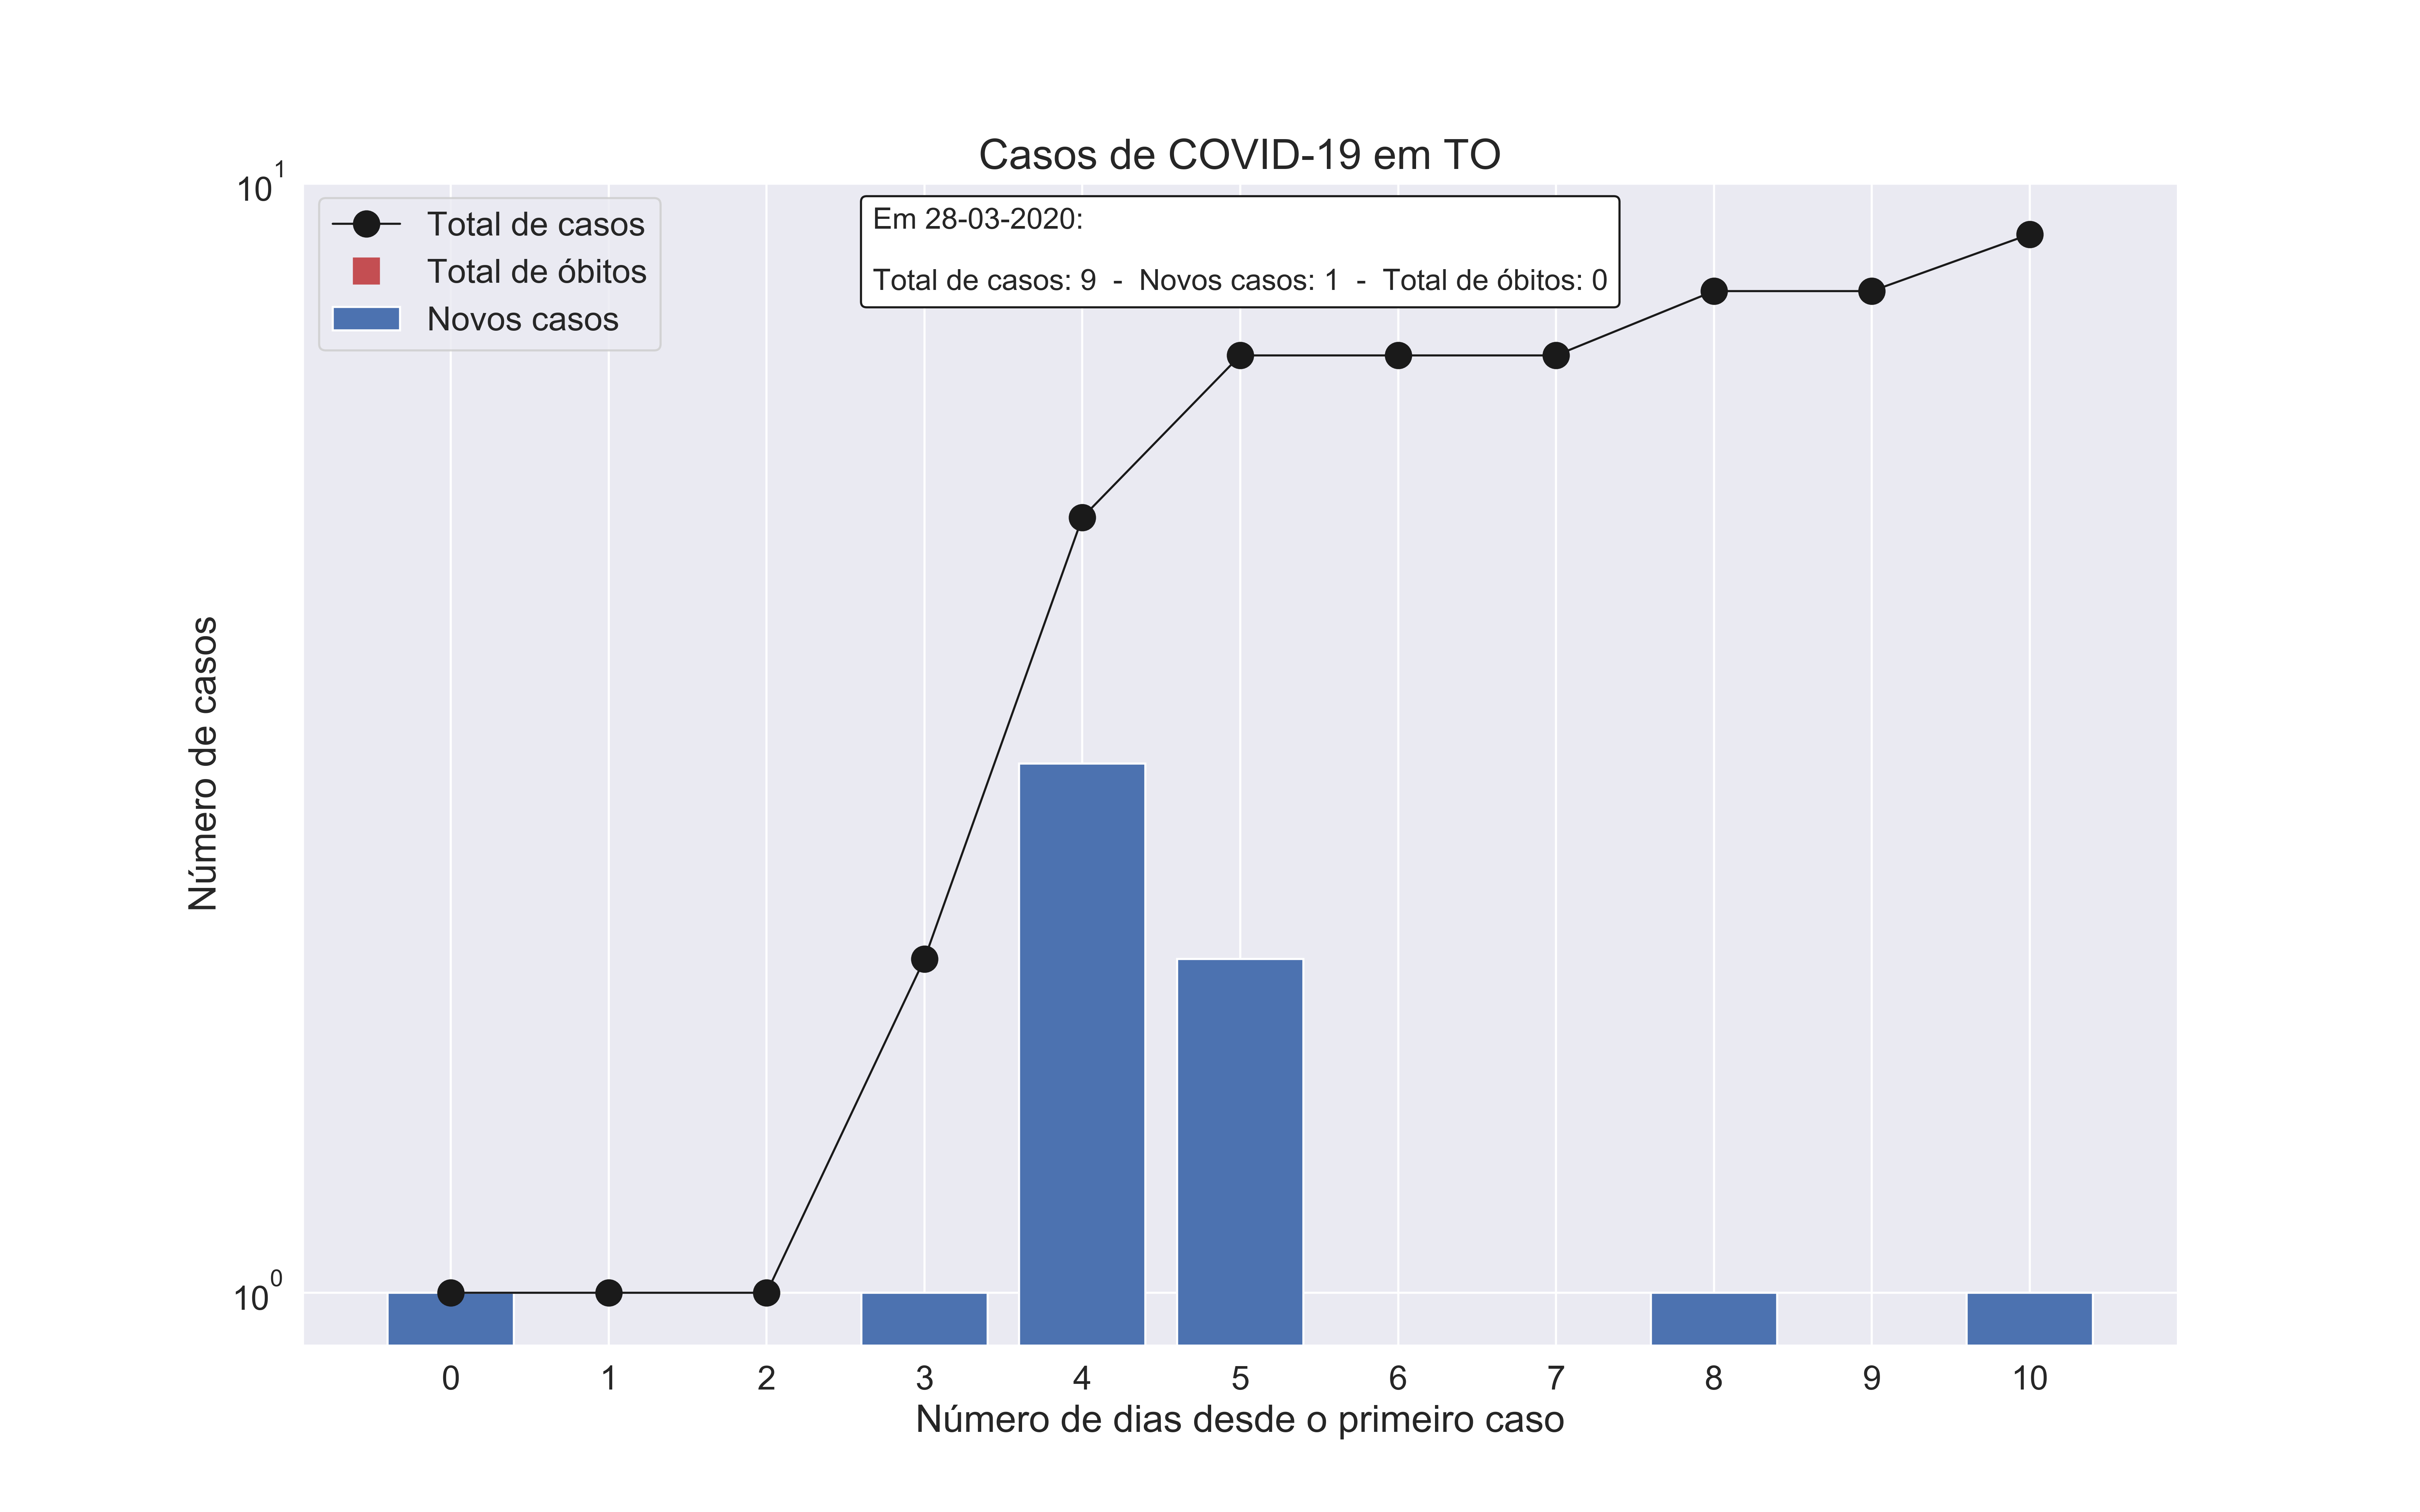 Casos de COVID-19 em TO
10^1
Total de casos
Total de óbitos
Novos casos
Em 28-03-2020:
Total de casos: 9 - Novos casos: 1 - Total de óbitos: 0
Número de casos
10^0
0 1 2 3 4 5 6 7 8 9 10
Número de dias desde o primeiro caso